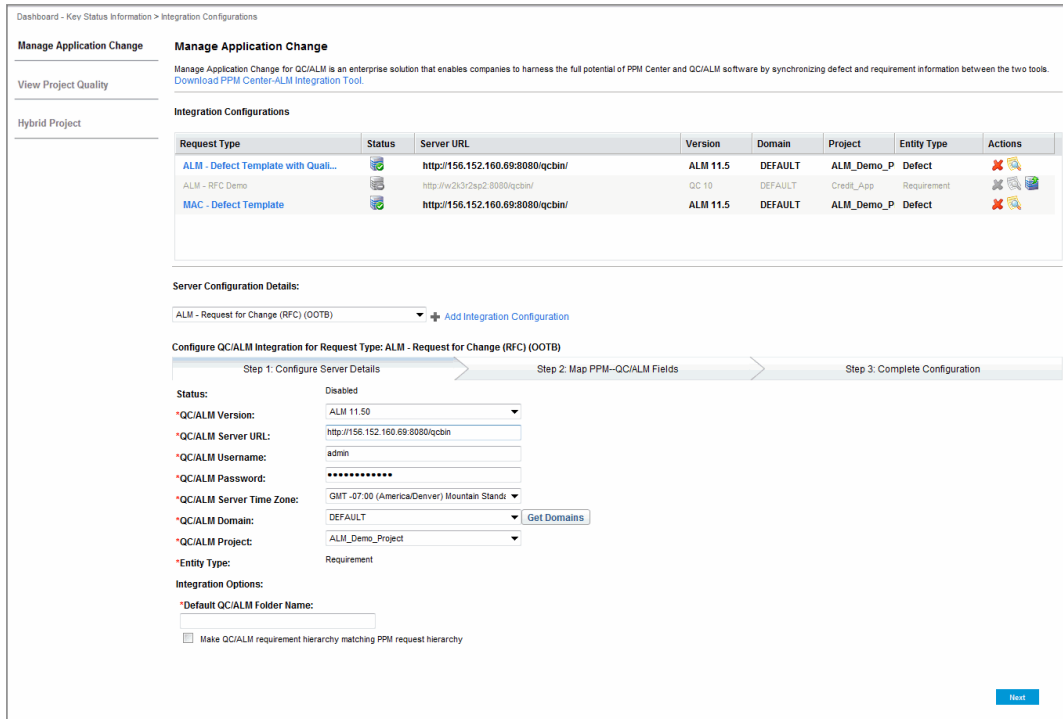 Dashboard - Key Status Information > Integration Configurations
Manage Application Change
View Project Quality
Hybrid Project
Manage Application Change
Manage Application Change for QC/ALM is an enterprise solution that enables companies to harness the full potential of PPM Center and QC/ALM software by synchronizing defect and requirement information between the two tools.
Download PPM Center-ALM Integration Tool.
Integration Configurations
Request Type Status Server URL Version Domain Project Entity Type Actions
ALM - Defect Template with Quali... http://156.152.160.69:8080/qcbin/ ALM 11.5 DEFAULT ALM_Demo_P Defect
ALM - RFC Demo http://w2k3r2sp2:8080/qcbin/ QC 10 DEFAULT Credit_App Requirement
MAC - Defect Template http://156.152.160.69:8080/qcbin/ ALM 11.5 DEFAULT ALM_Demo_P Defect
Server Configuration Details:
ALM - Request for Change (RFC) (OOTB) Add Integration Configuration
Configure QC/ALM Integration for Request Type: ALM - Request for Change (RFC) (OOTB)
Step 1: Configure Server Details Step 2: Map PPM--QC/ALM Fields Step 3: Complete Configuration
Status: Disabled
*QC/ALM Version: ALM 11.50
*QC/ALM Server URL: http://156.152.160.69:8080/qcbin
*QC/ALM Username: admin
*QC/ALM Password: ••••••••••••
*QC/ALM Server Time Zone: GMT -07:00 (America/Denver) Mountain Standa
*QC/ALM Domain: DEFAULT Get Domains
*QC/ALM Project: ALM_Demo_Project
*Entity Type: Requirement
Integration Options:
*Default QC/ALM Folder Name:
Make QC/ALM requirement hierarchy matching PPM request hierarchy
Next